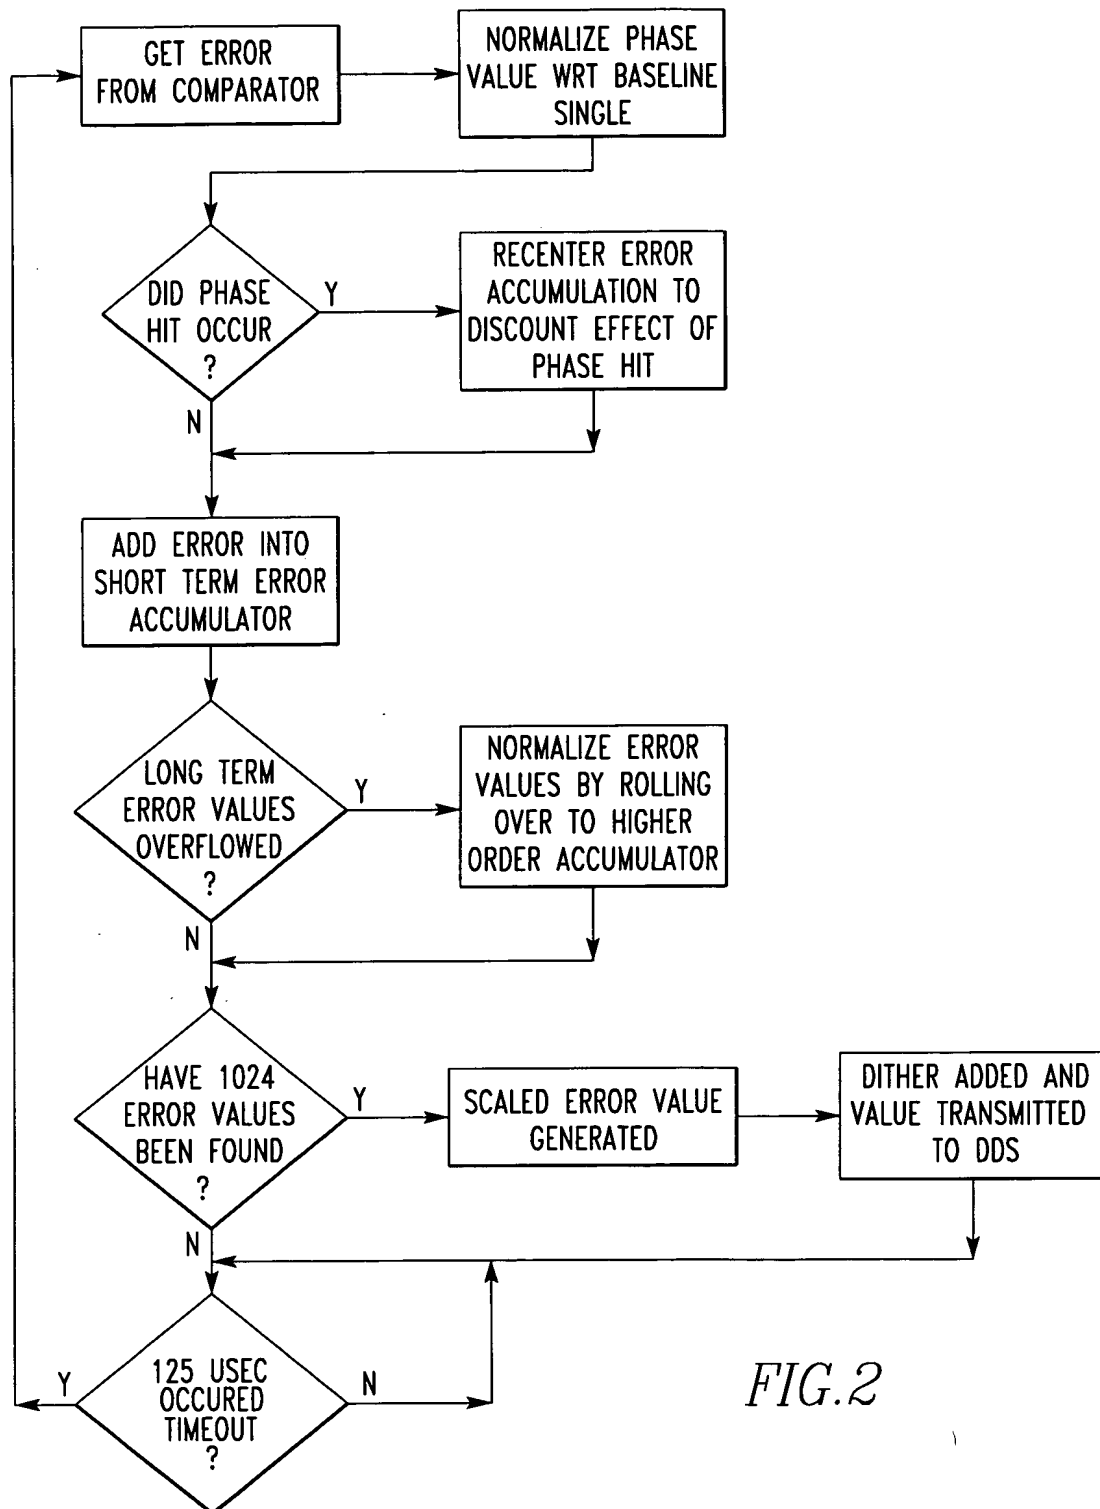 GET ERROR
FROM COMPARATOR
NORMALIZE PHASE
VALUE WRT BASELINE
SINGLE
DID PHASE
HIT OCCUR
?
Y
N
RECENTER ERROR
ACCUMULATION TO
DISCOUNT EFFECT OF
PHASE HIT
ADD ERROR INTO
SHORT TERM ERROR
ACCUMULATOR
LONG TERM
ERROR VALUES
OVERFLOWED
?
Y
N
NORMALIZE ERROR
VALUES BY ROLLING
OVER TO HIGHER
ORDER ACCUMULATOR
HAVE 1024
ERROR VALUES
BEEN FOUND
?
Y
N
SCALED ERROR VALUE
GENERATED
DITHER ADDED AND
VALUE TRANSMITTED
TO DDS
125 USEC
OCCURED
TIMEOUT
?
Y
N
FIG.2